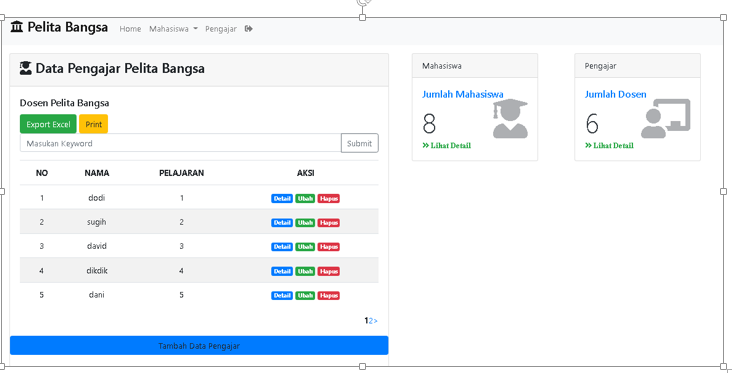 Pelita Bangsa Home Mahasiswa Pengajar
Data Pengajar Pelita Bangsa
Dosen Pelita Bangsa
Export Excel Print
Masukan Keyword Submit
NO NAMA PELAJARAN AKSI
1 dodi 1 Detail Ubah Hapus
2 sugih 2 Detail Ubah Hapus
3 david 3 Detail Ubah Hapus
4 dikdik 4 Detail Ubah Hapus
5 dani 5 Detail Ubah Hapus
12>
Tambah Data Pengajar
Mahasiswa
Jumlah Mahasiswa
8
Lihat Detail
Pengajar
Jumlah Dosen
6
Lihat Detail